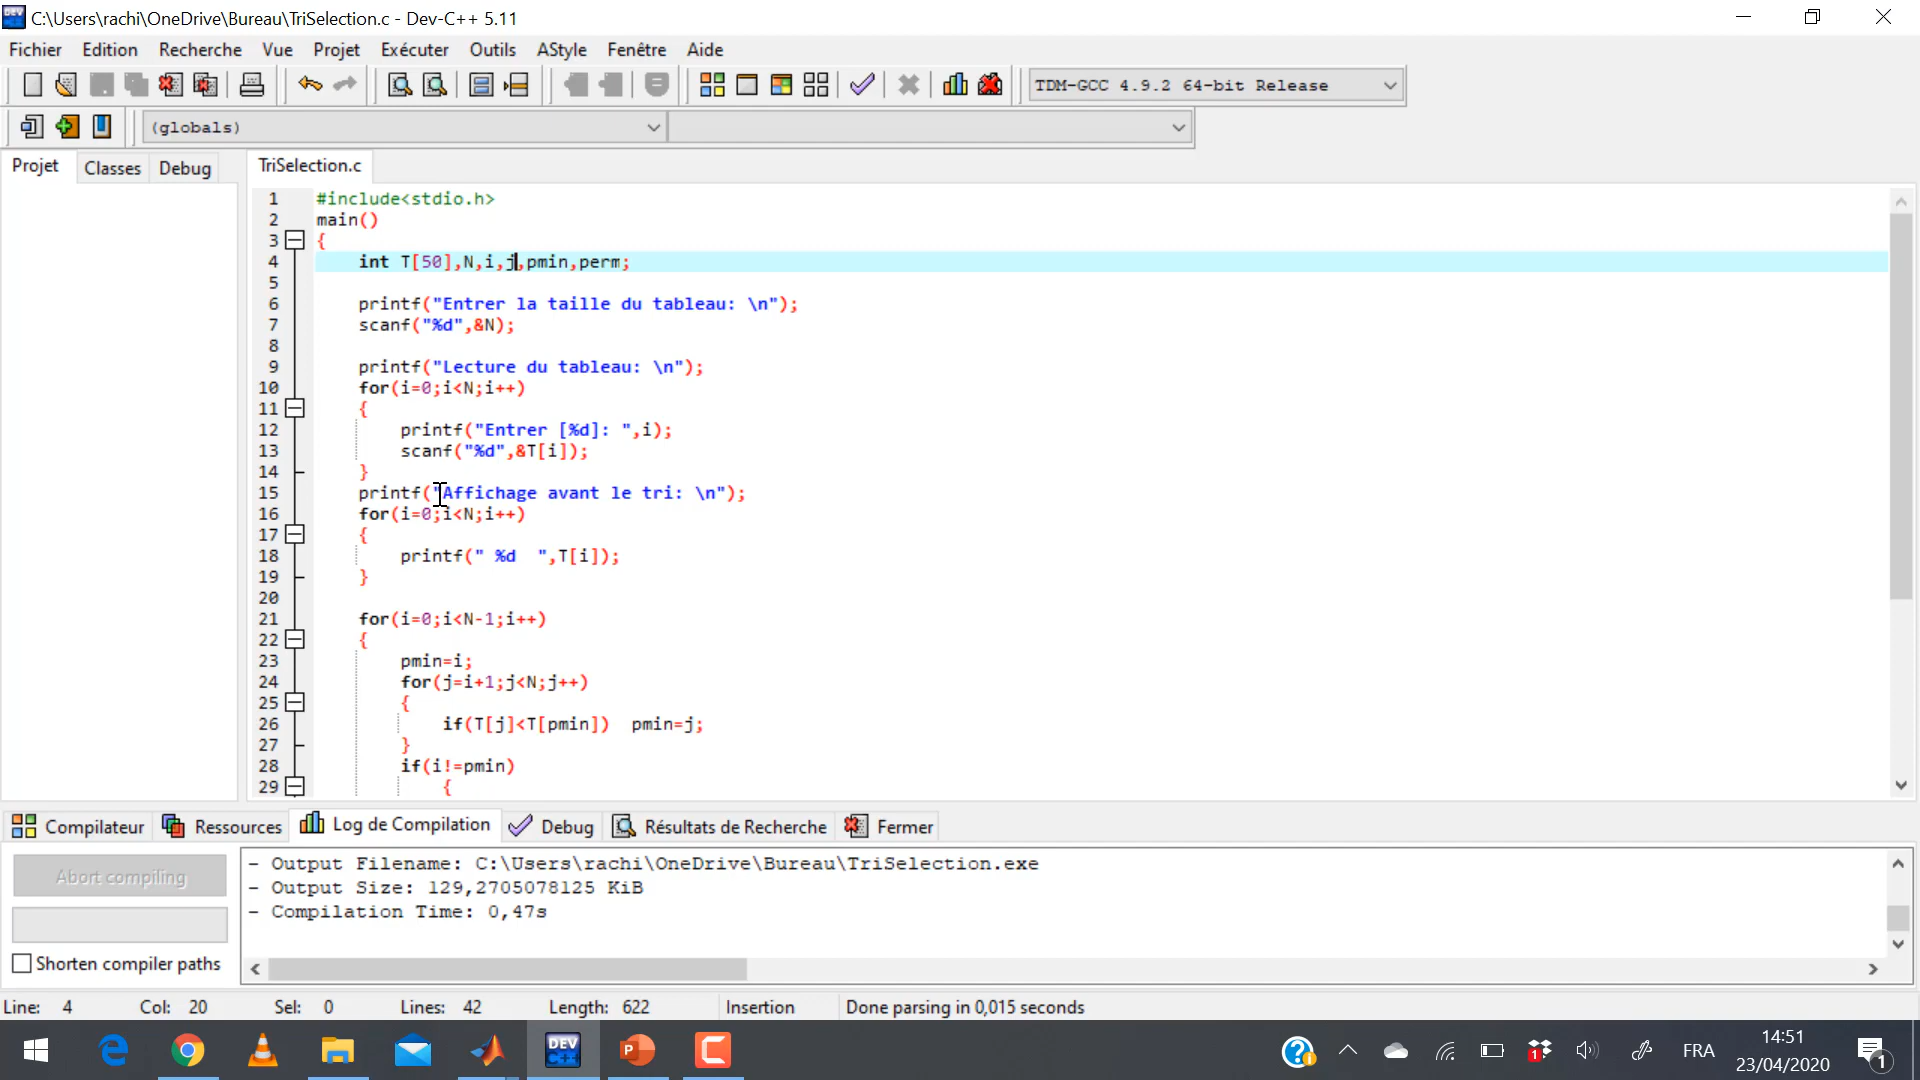 C:\Users\rachi\OneDrive\Bureau\TriSelection.c - Dev-C++ 5.11
Fichier Edition Recherche Vue Projet Exécuter Outils AStyle Fenêtre Aide
TDM-GCC 4.9.2 64-bit Release
(globals)
Projet Classes Debug TriSelection.c
1 #include<stdio.h>
2 main()
3 {
4 int T[50],N,i,j,pmin,perm;
5
6 printf("Entrer la taille du tableau: \n");
7 scanf("%d",&N);
8
9 printf("Lecture du tableau: \n");
10 for(i=0;i<N;i++)
11 {
12 printf("Entrer [%d]: ",i);
13 scanf("%d",&T[i]);
14 }
15 printf("Affichage avant le tri: \n");
16 for(i=0;i<N;i++)
17 {
18 printf(" %d  ",T[i]);
19 }
20
21 for(i=0;i<N-1;i++)
22 {
23 pmin=i;
24 for(j=i+1;j<N;j++)
25 {
26 if(T[j]<T[pmin])  pmin=j;
27 }
28 if(i!=pmin)
29 {
Compilateur Ressources Log de Compilation Debug Résultats de Recherche Fermer
Abort compiling
Shorten compiler paths
- Output Filename: C:\Users\rachi\OneDrive\Bureau\TriSelection.exe
- Output Size: 129,2705078125 KiB
- Compilation Time: 0,47s
Line: 4 Col: 20 Sel: 0 Lines: 42 Length: 622 Insertion Done parsing in 0,015 seconds
DEV C++
FRA
14:51
23/04/2020
1